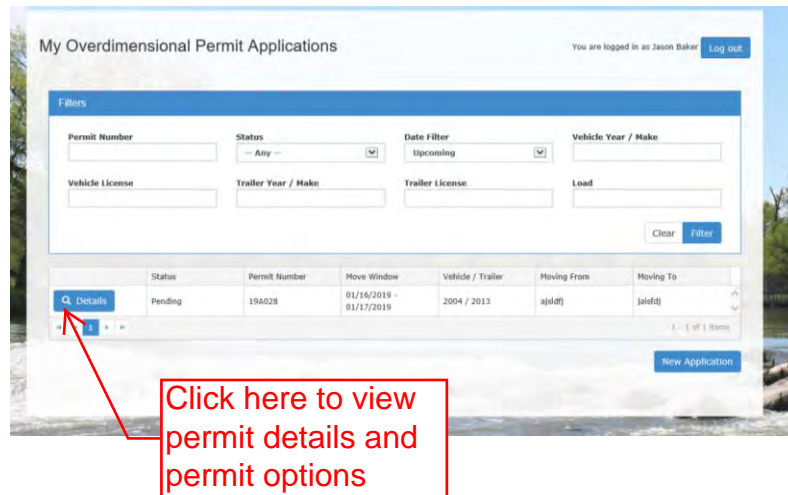 My Overdimensional Permit Applications
You are logged in as Jason Baker Log out
Filters
Permit Number Status Date Filter Vehicle Year / Make
-- Any -- Upcoming
Vehicle License Trailer Year / Make Trailer License Load
Clear Filter
Status Permit Number Move Window Vehicle / Trailer Moving From Moving To
Details Pending 19A028 01/16/2019 - 2004 / 2013 ajsldfj jalsfdj
01/17/2019
1 1 - 1 of 1 items
New Application
Click here to view
permit details and
permit options